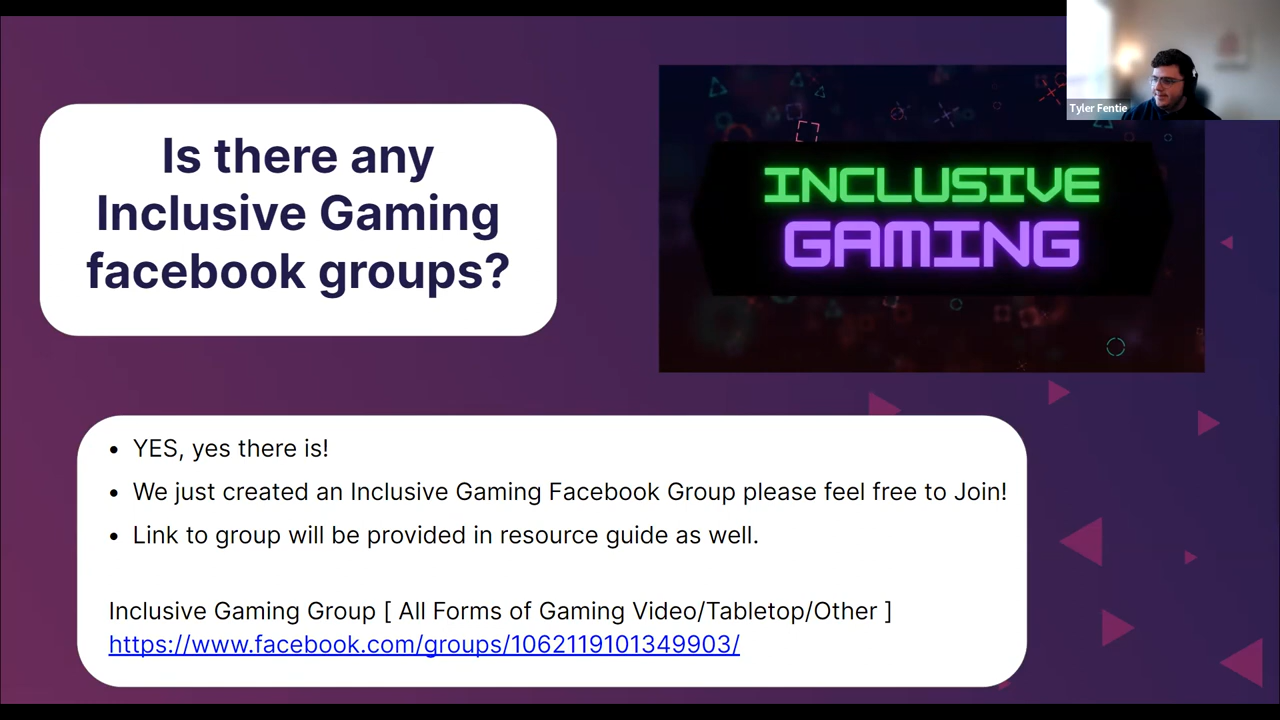 Is there any
Inclusive Gaming
facebook groups?
INCLUSIVE
GAMING
Tyler Fentie
• YES, yes there is!
• We just created an Inclusive Gaming Facebook Group please feel free to Join!
• Link to group will be provided in resource guide as well.
Inclusive Gaming Group [ All Forms of Gaming Video/Tabletop/Other ]
https://www.facebook.com/groups/1062119101349903/